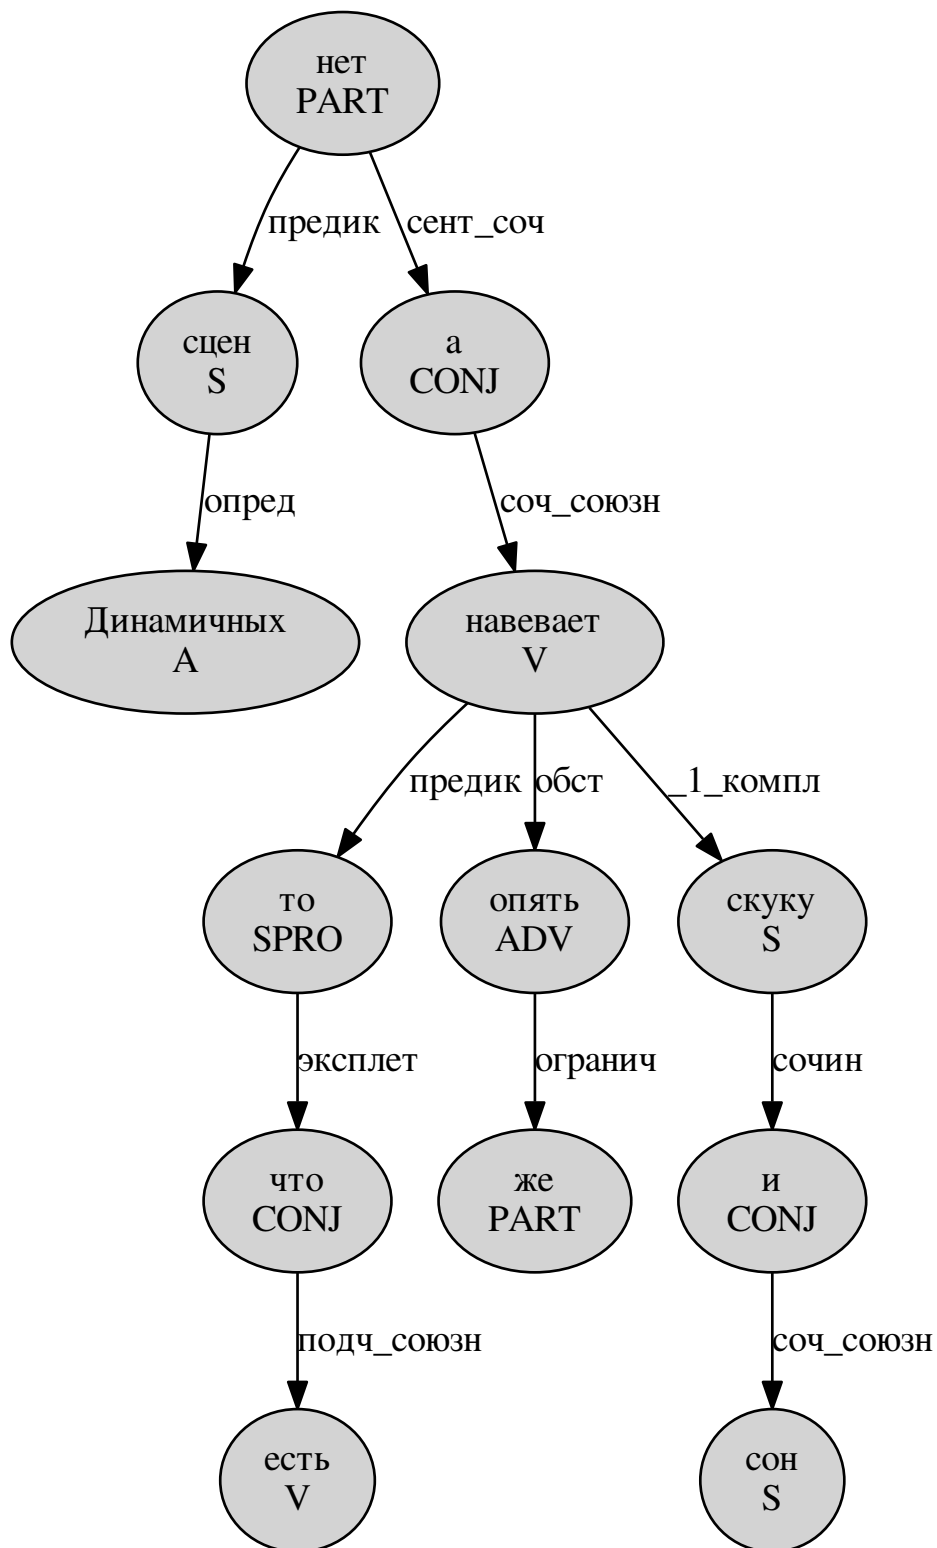 нет
PART
предик сент_соч
сцен
S
а
CONJ
опред
соч_союзн
Динамичных
A
навевает
V
предик обст _1_компл
то
SPRO
опять
ADV
скуку
S
эксплет
огранич
сочин
что
CONJ
же
PART
и
CONJ
подч_союзн
соч_союзн
есть
V
сон
S